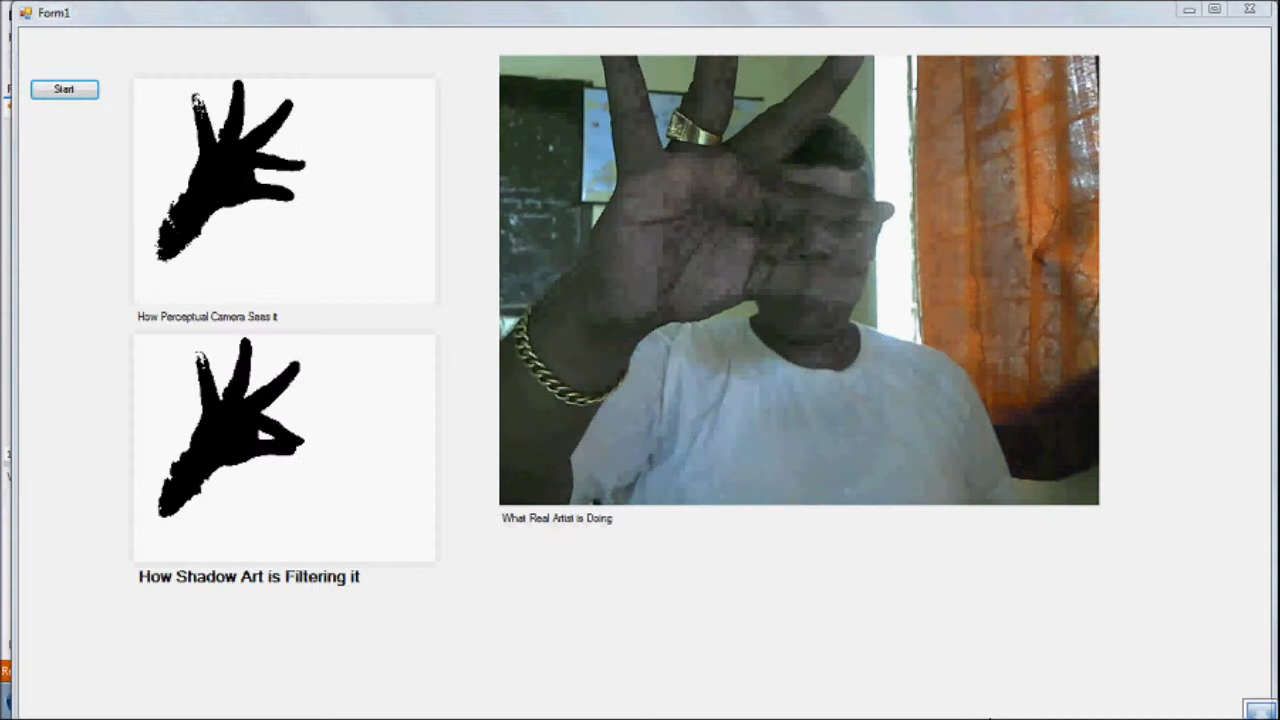 Form1
Start
How Perceptual Camera Sees it
How Shadow Art is Filtering it
What Real Artist is Doing